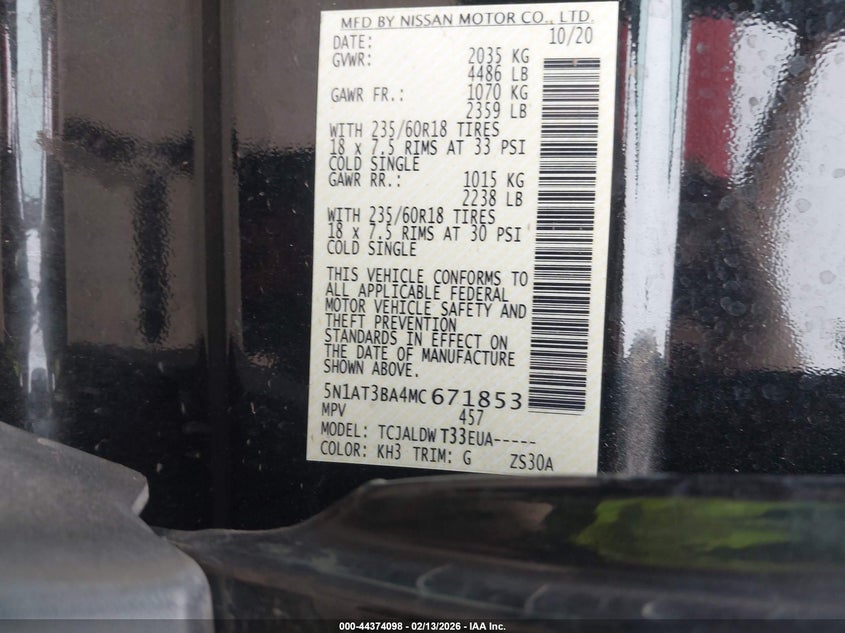 MFD BY NISSAN MOTOR CO., LTD.
DATE: 10/20
GVWR: 2035 KG
4486 LB
GAWR FR.: 1070 KG
2359 LB
WITH 235/60R18 TIRES
18 x 7.5 RIMS AT 33 PSI
COLD SINGLE
GAWR RR.: 1015 KG
2238 LB
WITH 235/60R18 TIRES
18 x 7.5 RIMS AT 30 PSI
COLD SINGLE
THIS VEHICLE CONFORMS TO
ALL APPLICABLE FEDERAL
MOTOR VEHICLE SAFETY AND
THEFT PREVENTION
STANDARDS IN EFFECT ON
THE DATE OF MANUFACTURE
SHOWN ABOVE.
5N1AT3BA4MC671853
MPV 457
MODEL: TCJALDW T33EUA-----
COLOR: KH3 TRIM: G ZS30A
000-44374098 - 02/13/2026 - IAA Inc.